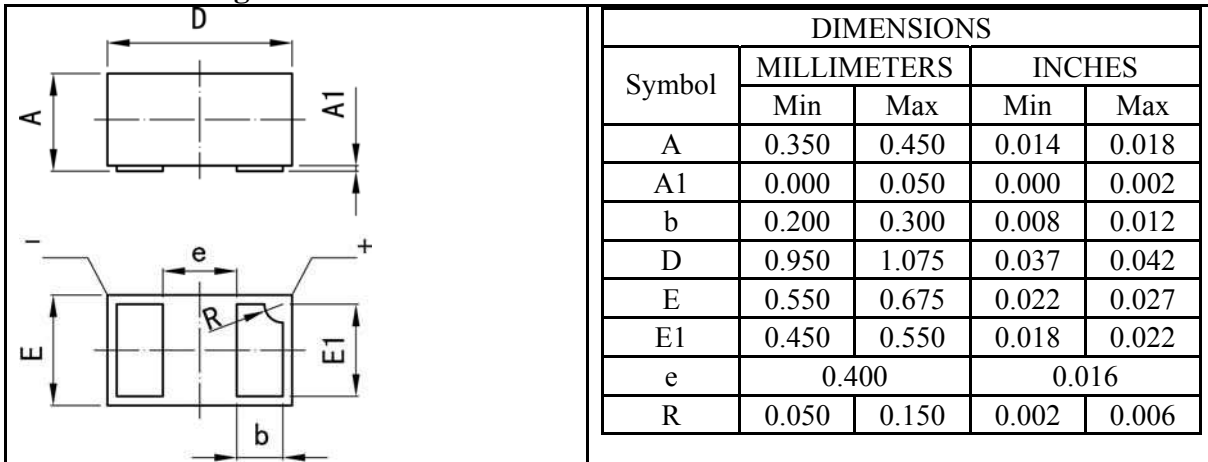 D
A
A1
−
e
+
R
E
E1
b
DIMENSIONS
Symbol MILLIMETERS INCHES
Min Max Min Max
A 0.350 0.450 0.014 0.018
A1 0.000 0.050 0.000 0.002
b 0.200 0.300 0.008 0.012
D 0.950 1.075 0.037 0.042
E 0.550 0.675 0.022 0.027
E1 0.450 0.550 0.018 0.022
e 0.400 0.016
R 0.050 0.150 0.002 0.006